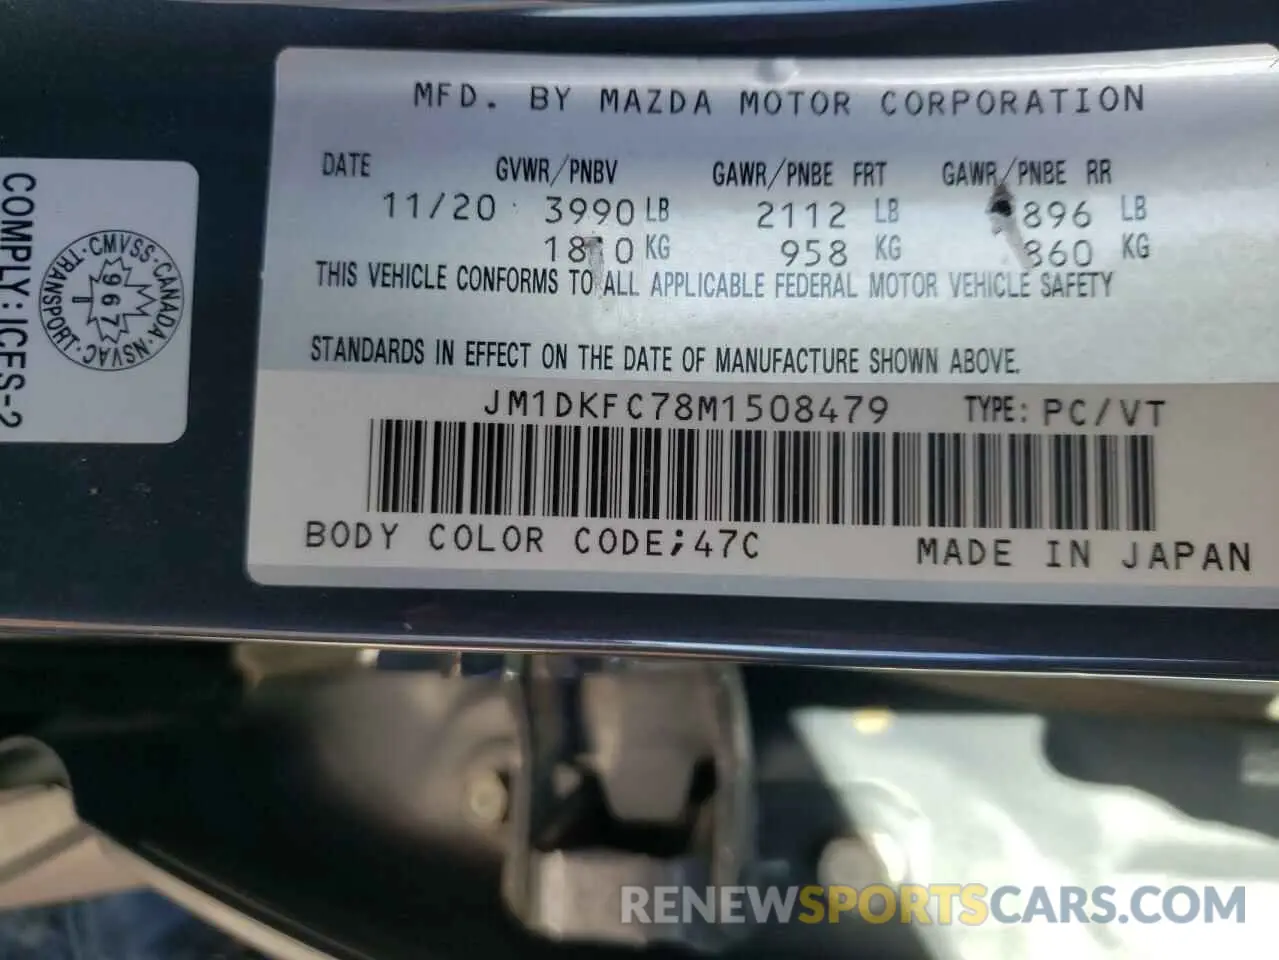 MFD. BY MAZDA MOTOR CORPORATION
DATE GVWR/PNBV GAWR/PNBE FRT GAWR/PNBE RR
11/20 3990 LB 2112 LB 896 LB
KG 958 KG 860 KG
THIS VEHICLE CONFORMS TO ALL APPLICABLE FEDERAL MOTOR VEHICLE SAFETY
STANDARDS IN EFFECT ON THE DATE OF MANUFACTURE SHOWN ABOVE.
JM1DKFC78M1508479 TYPE: PC/VT
BODY COLOR CODE;47C MADE IN JAPAN
COMPLY: ICES-2
TRANSPORT · CMVSS · CANADA · NSVAC
1967
RENEWSPORTSCARS.COM